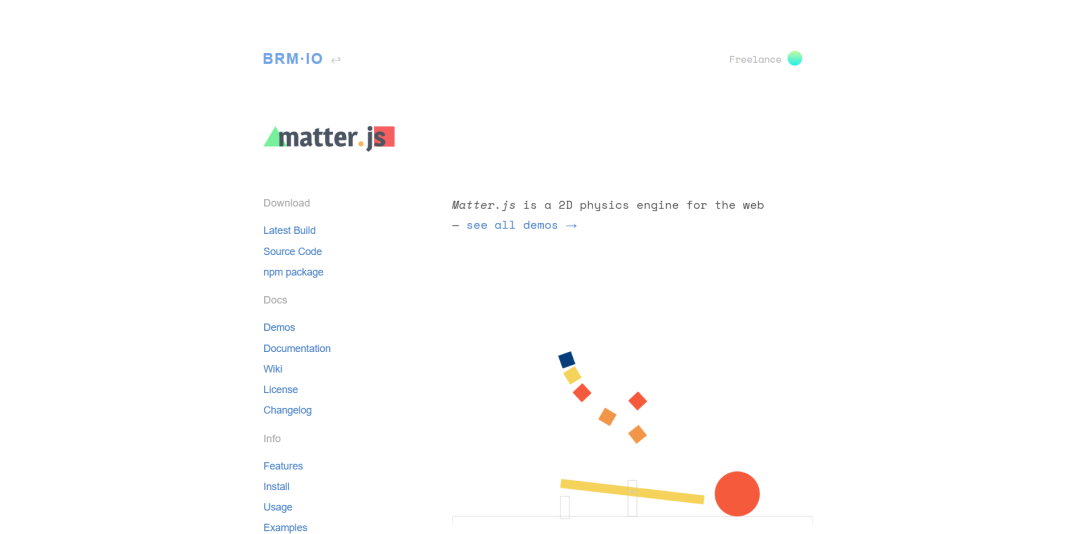 BRM·IO
Freelance
matter.js
Download
Latest Build
Source Code
npm package
Docs
Demos
Documentation
Wiki
License
Changelog
Info
Features
Install
Usage
Examples
Matter.js is a 2D physics engine for the web
— see all demos →